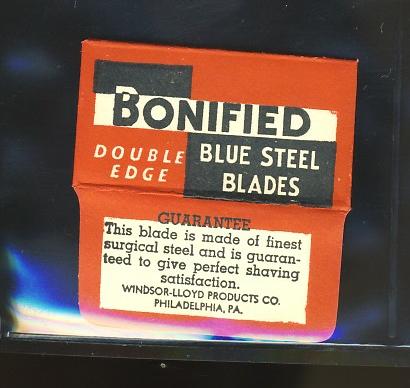 BONIFIED
DOUBLE EDGE
BLUE STEEL BLADES
GUARANTEE
This blade is made of finest
surgical steel and is guaran-
teed to give perfect shaving
satisfaction.
WINDSOR-LLOYD PRODUCTS CO.
PHILADELPHIA, PA.